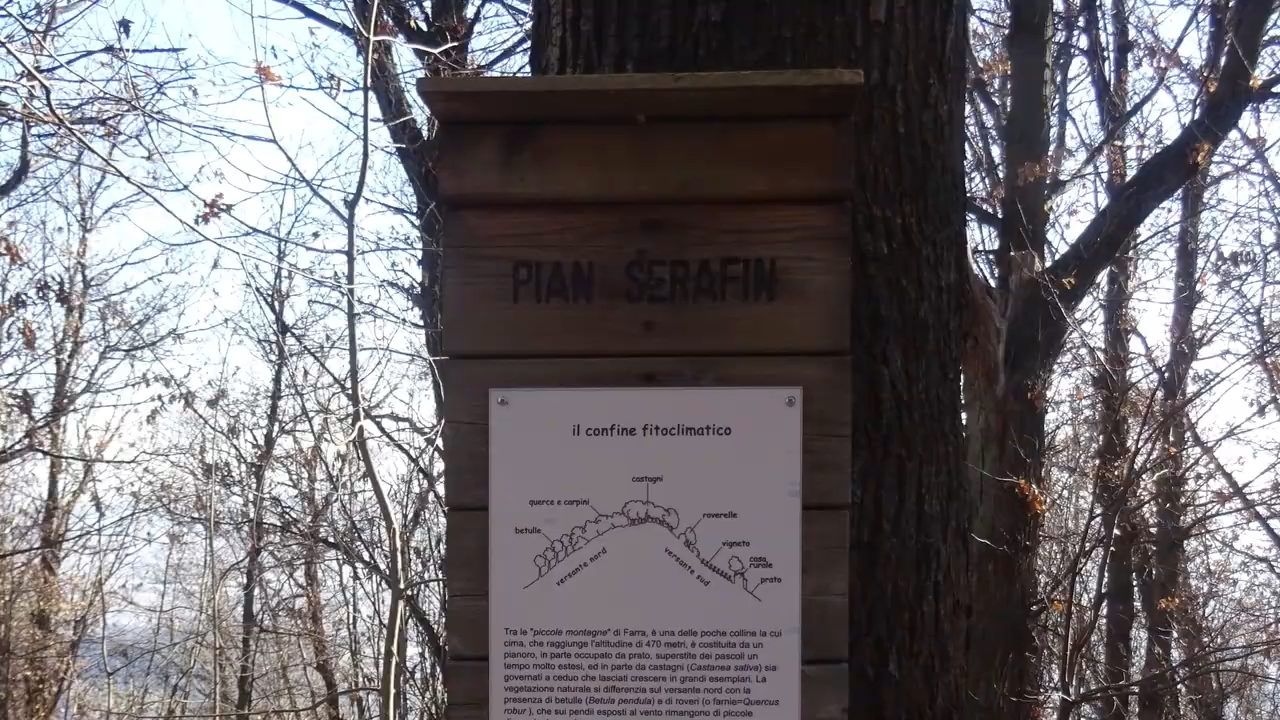 PIAN SERAFIN
il confine fitoclimatico
castagni
querce e carpini
roverelle
betulle
vigneto
casa
rurale
versante nord
versante sud
prato
Tra le "piccole montagne" di Farra, è una delle poche colline la cui
cima, che raggiunge l'altitudine di 470 metri, è costituita da un
pianoro, in parte occupato da prato, superstite dei pascoli un
tempo molto estesi, ed in parte da castagni (Castanea sativa) sia
governati a ceduo che lasciati crescere in grandi esemplari. La
vegetazione naturale si differenzia sul versante nord con la
presenza di betulle (Betula pendula) e di roveri (o farnie=Quercus
robur ), che sui pendii esposti al vento rimangono di piccole